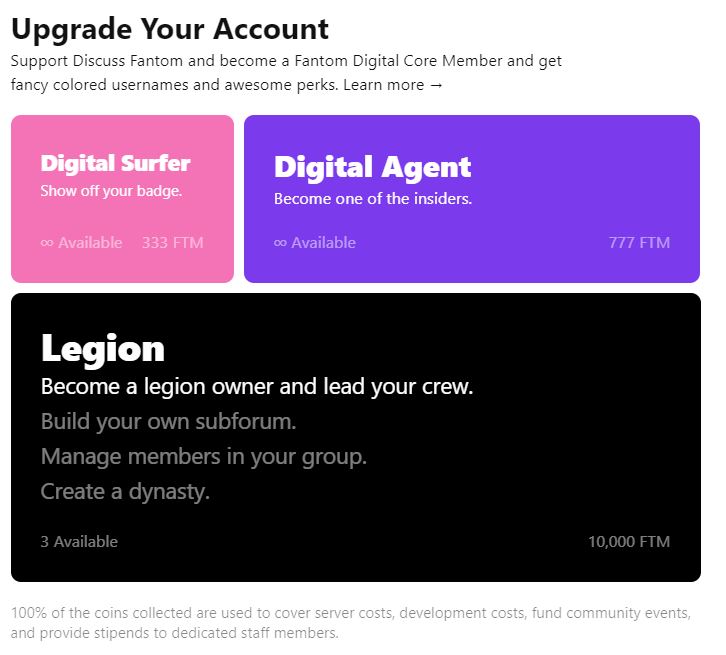 Upgrade Your Account
Support Discuss Fantom and become a Fantom Digital Core Member and get
fancy colored usernames and awesome perks. Learn more →
Digital Surfer
Show off your badge.
∞ Available 333 FTM
Digital Agent
Become one of the insiders.
∞ Available 777 FTM
Legion
Become a legion owner and lead your crew.
Build your own subforum.
Manage members in your group.
Create a dynasty.
3 Available 10,000 FTM
100% of the coins collected are used to cover server costs, development costs, fund community events,
and provide stipends to dedicated staff members.